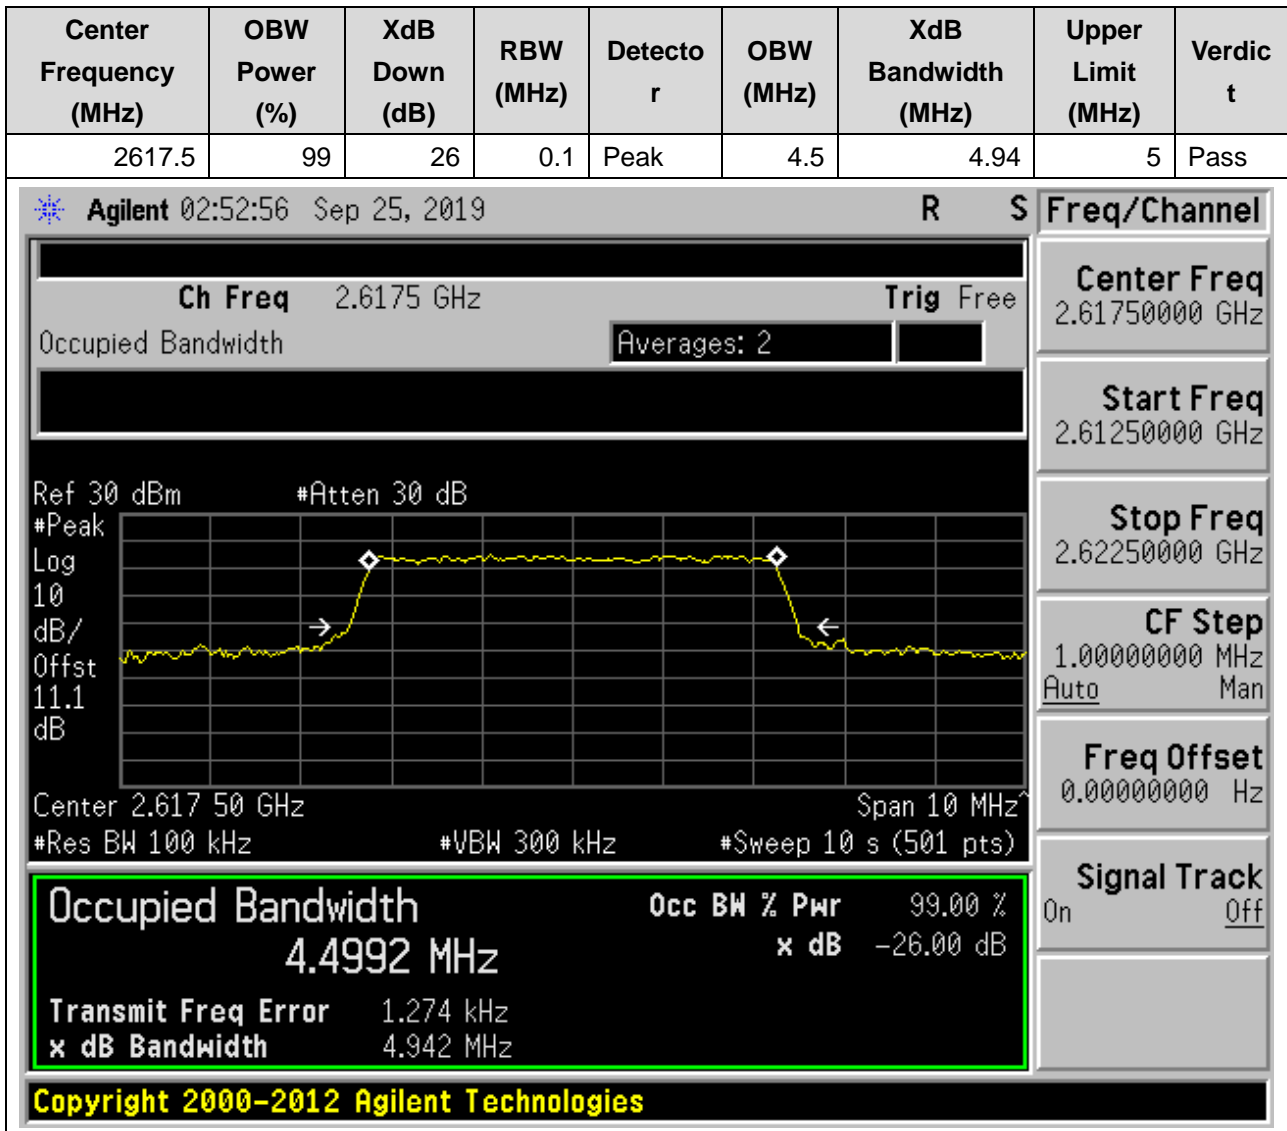 Center Frequency (MHz) OBW Power (%) XdB Down (dB) RBW (MHz) Detecto r OBW (MHz) XdB Bandwidth (MHz) Upper Limit (MHz) Verdic t
2617.5 99 26 0.1 Peak 4.5 4.94 5 Pass
Agilent 02:52:56 Sep 25, 2019 R S Freq/Channel
Ch Freq 2.6175 GHz Trig Free
Occupied Bandwidth Averages: 2
Center Freq
2.61750000 GHz
Start Freq
2.61250000 GHz
Stop Freq
2.62250000 GHz
CF Step
1.00000000 MHz
Auto Man
Freq Offset
0.00000000 Hz
Signal Track
On Off
Ref 30 dBm #Atten 30 dB
#Peak
Log
10
dB/
Offst
11.1
dB
Center 2.617 50 GHz Span 10 MHz^
#Res BW 100 kHz #VBW 300 kHz #Sweep 10 s (501 pts)
Occupied Bandwidth Occ BW % Pwr 99.00 %
4.4992 MHz x dB -26.00 dB
Transmit Freq Error 1.274 kHz
x dB Bandwidth 4.942 MHz
Copyright 2000-2012 Agilent Technologies